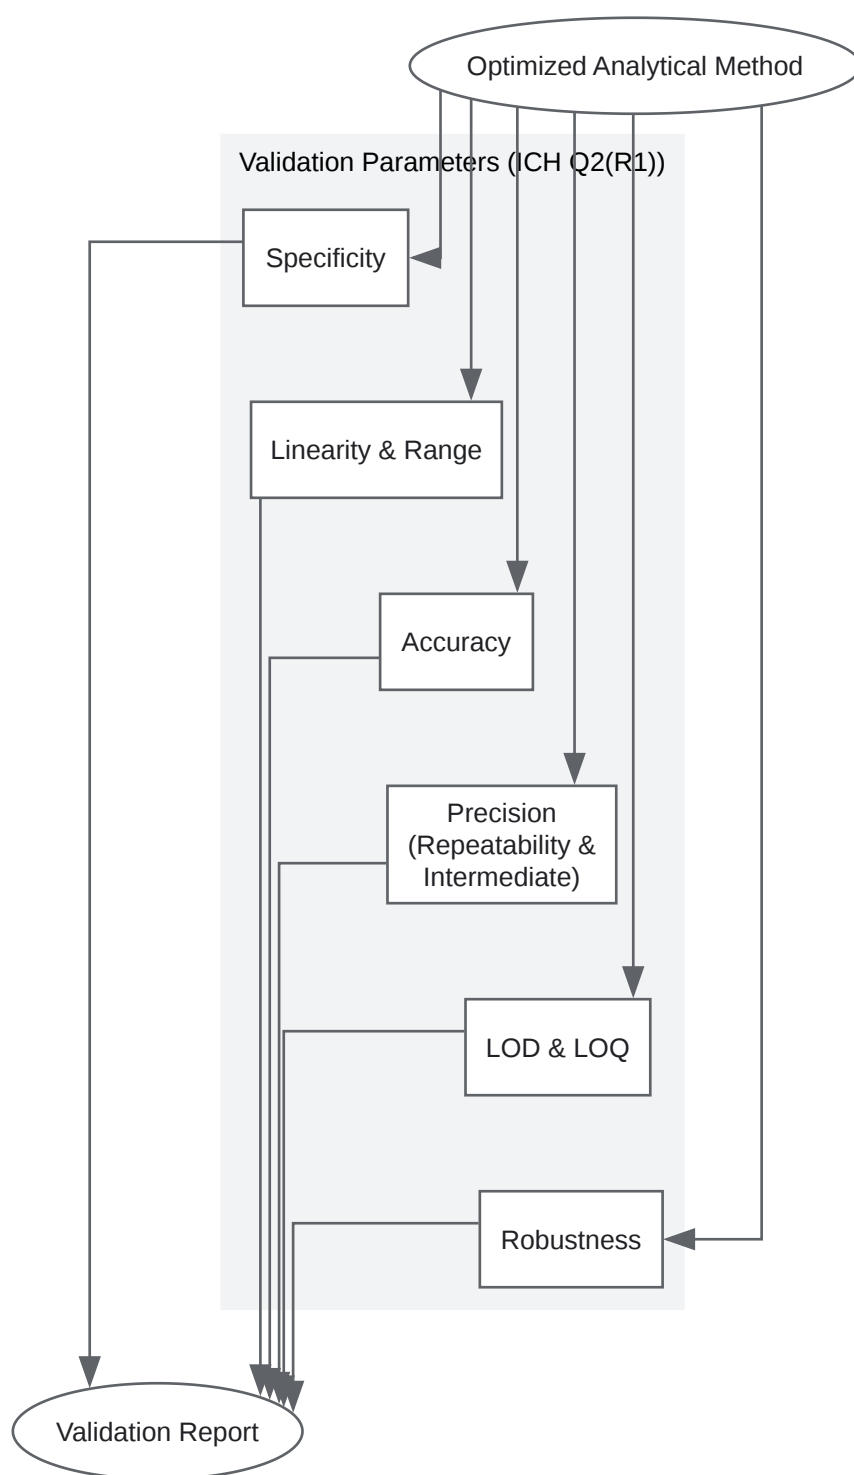 Optimized Analytical Method
Validation Parameters (ICH Q2(R1))
Specificity
Linearity & Range
Accuracy
Precision
(Repeatability &
Intermediate)
LOD & LOQ
Robustness
Validation Report